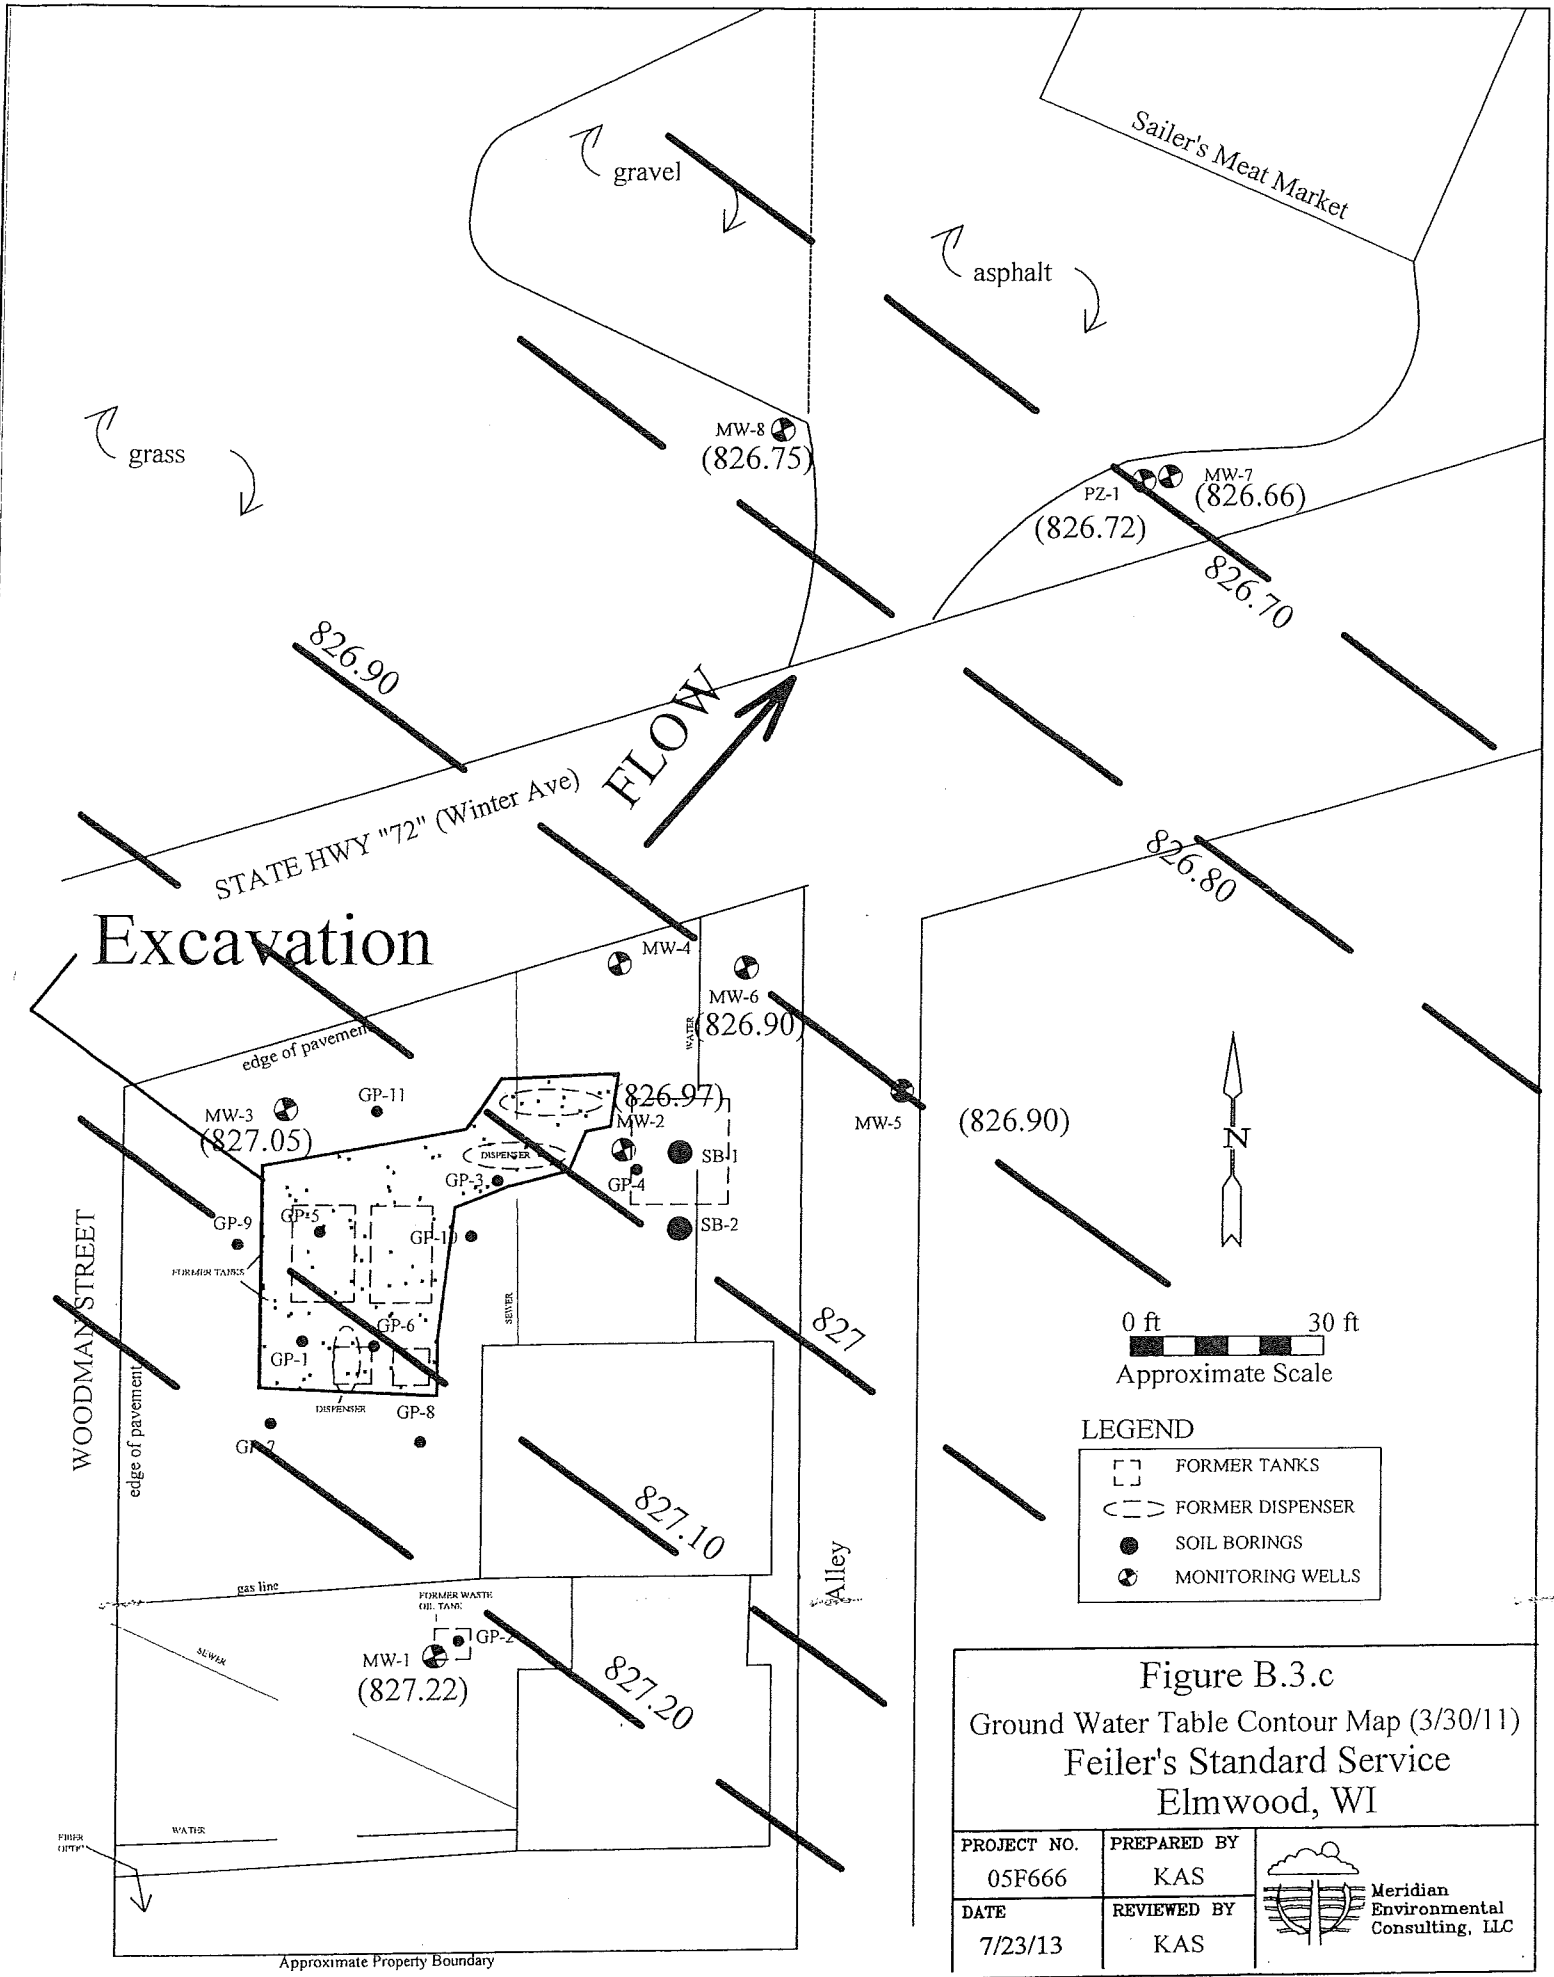 Sailer's Meat Market
gravel
asphalt
grass
MW-8
(826.75)
PZ-1
(826.72)
MW-7
(826.66)
826.70
826.90
FLOW
STATE HWY "72" (Winter Ave)
826.80
Excavation
MW-4
MW-6
(826.90)
WATER
edge of pavement
GP-11
MW-3
(827.05)
(826.97)
MW-2
MW-5
(826.90)
DISPENSER
SB-1
GP-3
GP-4
GP-9
GP-5
GP-10
SB-2
N
FORMER TANKS
WOODMAN STREET
SEWER
827
GP-6
GP-1
0 ft
30 ft
Approximate Scale
edge of pavement
DISPENSER
GP-8
GP-7
LEGEND
FORMER TANKS
FORMER DISPENSER
SOIL BORINGS
MONITORING WELLS
827.10
Alley
gas line
FORMER WASTE
OIL TANK
GP-2
MW-1
(827.22)
SEWER
827.20
WATER
FIBER
OPTIC
Approximate Property Boundary
Figure B.3.c
Ground Water Table Contour Map (3/30/11)
Feiler's Standard Service
Elmwood, WI
PROJECT NO.
05F666
PREPARED BY
KAS
DATE
7/23/13
REVIEWED BY
KAS
Meridian
Environmental
Consulting, LLC